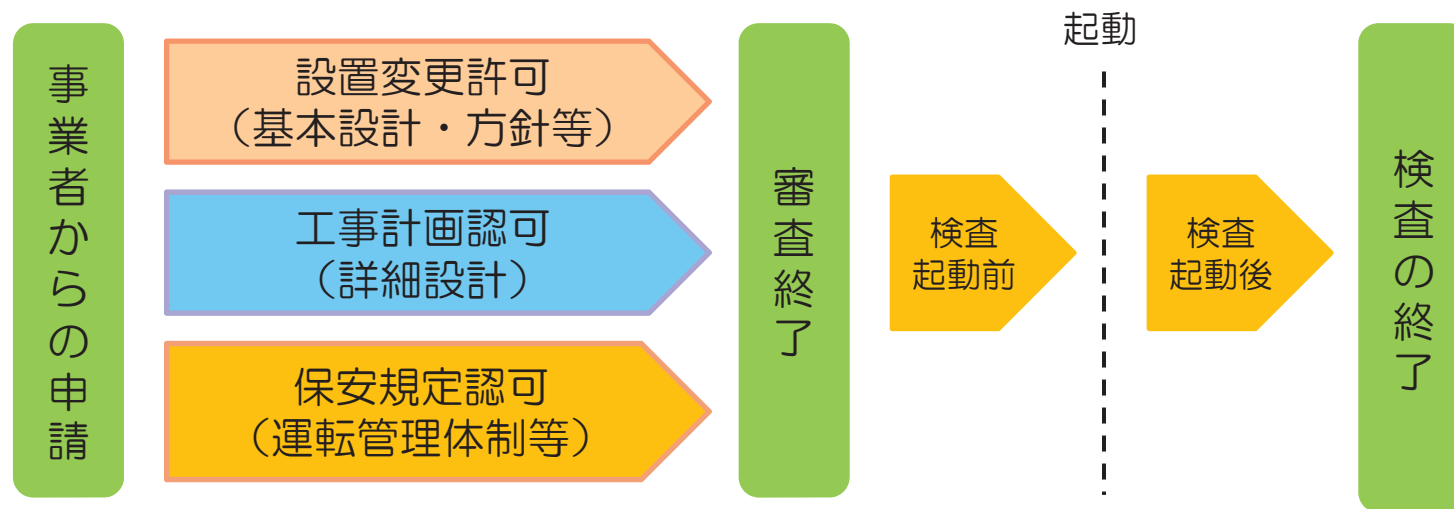 事業者からの申請
設置変更許可
（基本設計・方針等）
工事計画認可
（詳細設計）
保安規定認可
（運転管理体制等）
審査終了
検査
起動前
起動
検査
起動後
検査の終了